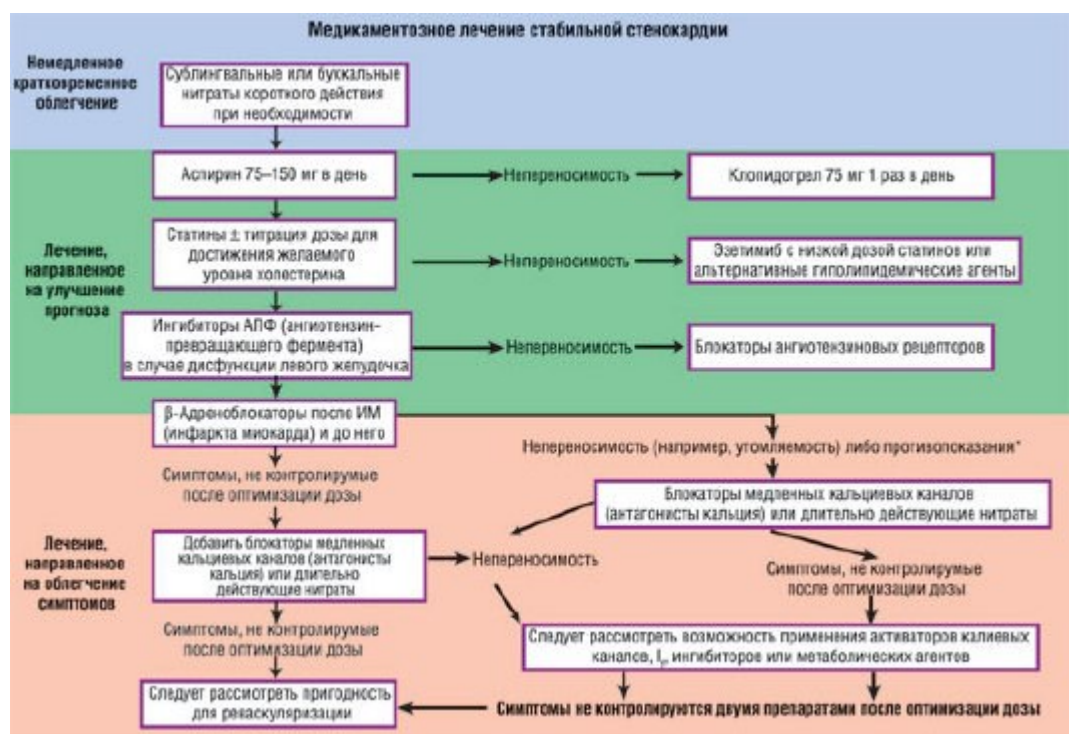 Медикаментозное лечение стабильной стенокардии
Немедленное
кратковременное
облегчение
Сублингвальные или буккальные
нитраты короткого действия
при необходимости
Аспирин 75–150 мг в день
Непереносимость
Клопидогрел 75 мг 1 раз в день
Лечение,
направленное
на улучшение
прогноза
Статины ± титрация дозы для
достижения желаемого
уровня холестерина
Непереносимость
Эзетимиб с низкой дозой статинов или
альтернативные гиполипидемические агенты
Ингибиторы АПФ (ангиотензин-
превращающего фермента)
в случае дисфункции левого желудочка
Непереносимость
Блокаторы ангиотензиновых рецепторов
β-Адреноблокаторы после ИМ
(инфаркта миокарда) и до него
Непереносимость (например, утомляемость) либо противопоказания*
Симптомы, не контролируемые
после оптимизации дозы
Блокаторы медленных кальциевых каналов
(антагонисты кальция) или длительно действующие нитраты
Лечение,
направленное
на облегчение
симптомов
Добавить блокаторы медленных
кальциевых каналов (антагонисты
кальция) или длительно
действующие нитраты
Непереносимость
Симптомы, не контролируемые
после оптимизации дозы
Симптомы, не контролируемые
после оптимизации дозы
Следует рассмотреть возможность применения активаторов калиевых
каналов, If ингибиторов или метаболических агентов
Следует рассмотреть пригодность
для реваскуляризации
Симптомы не контролируются двумя препаратами после оптимизации дозы